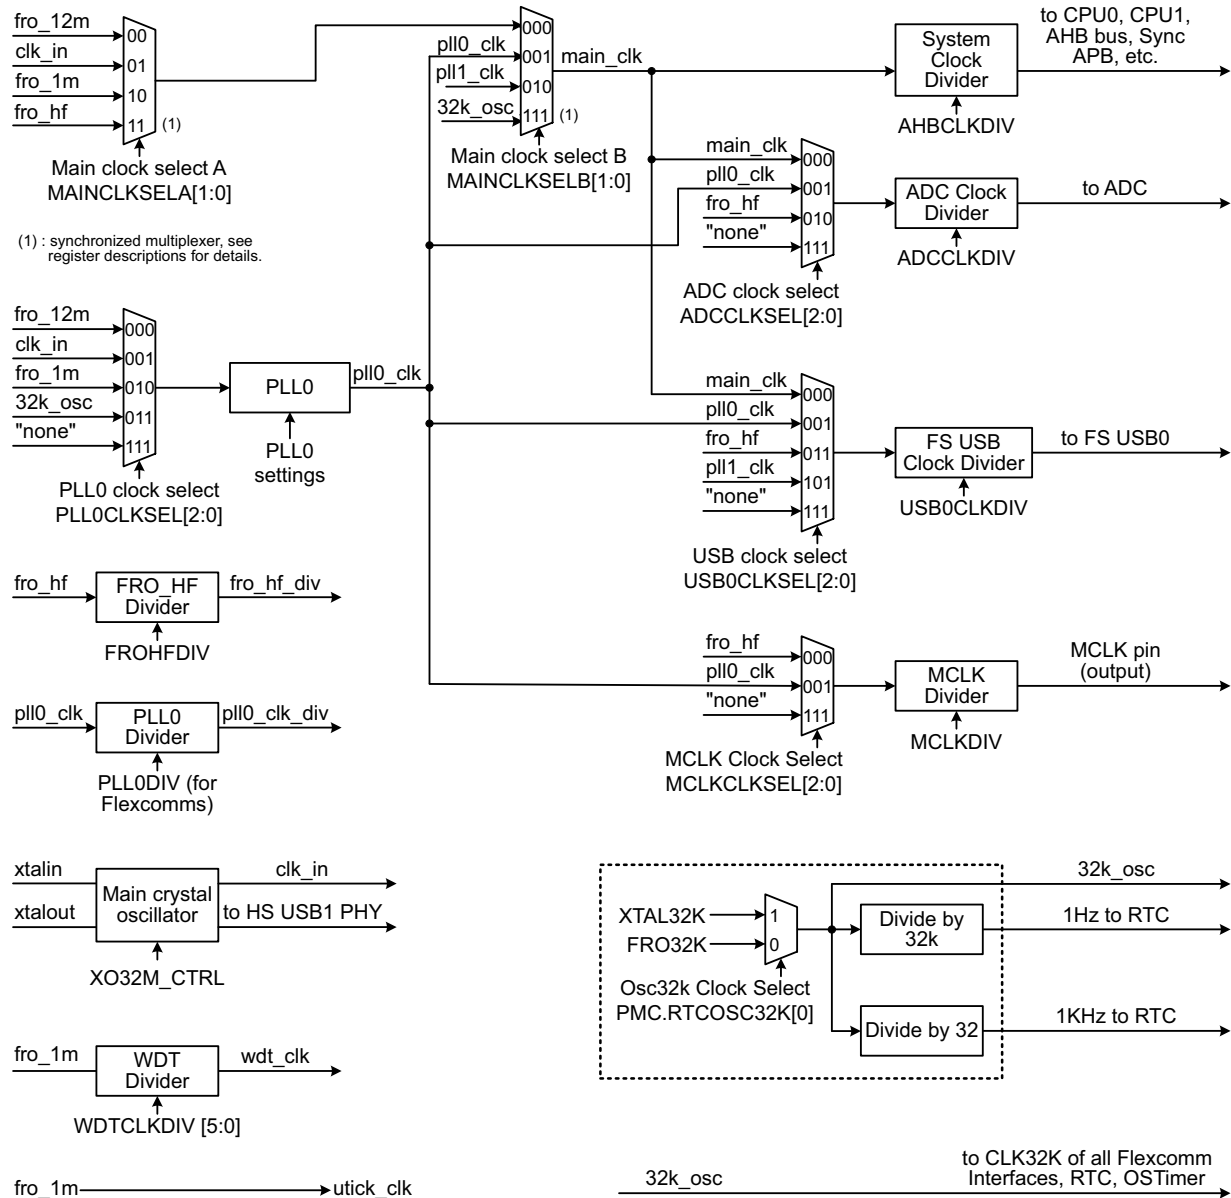 fro_12m
clk_in
fro_1m
fro_hf
00
01
10
11
(1)
Main clock select A
MAINCLKSELA[1:0]
(1) : synchronized multiplexer, see
register descriptions for details.
pll0_clk
pll1_clk
32k_osc
000
001
010
111
(1)
main_clk
Main clock select B
MAINCLKSELB[1:0]
System
Clock
Divider
AHBCLKDIV
to CPU0, CPU1,
AHB bus, Sync
APB, etc.
main_clk
pll0_clk
fro_hf
"none"
000
001
010
111
ADC clock select
ADCCLKSEL[2:0]
ADC Clock
Divider
ADCCLKDIV
to ADC
fro_12m
clk_in
fro_1m
32k_osc
"none"
000
001
010
011
111
PLL0 clock select
PLL0CLKSEL[2:0]
PLL0
PLL0
settings
pll0_clk
main_clk
pll0_clk
fro_hf
pll1_clk
"none"
000
001
011
101
111
USB clock select
USB0CLKSEL[2:0]
FS USB
Clock Divider
USB0CLKDIV
to FS USB0
fro_hf
FRO_HF
Divider
fro_hf_div
FROHFDIV
fro_hf
pll0_clk
"none"
000
001
111
MCLK Clock Select
MCLKCLKSEL[2:0]
MCLK
Divider
MCLKDIV
MCLK pin
(output)
pll0_clk
PLL0
Divider
pll0_clk_div
PLL0DIV (for
Flexcomms)
xtalin
xtalout
Main crystal
oscillator
clk_in
to HS USB1 PHY
XO32M_CTRL
XTAL32K
FRO32K
1
0
Osc32k Clock Select
PMC.RTCOSC32K[0]
Divide by
32k
Divide by 32
32k_osc
1Hz to RTC
1KHz to RTC
fro_1m
WDT
Divider
wdt_clk
WDTCLKDIV [5:0]
fro_1m
utick_clk
32k_osc
to CLK32K of all Flexcomm
Interfaces, RTC, OSTimer